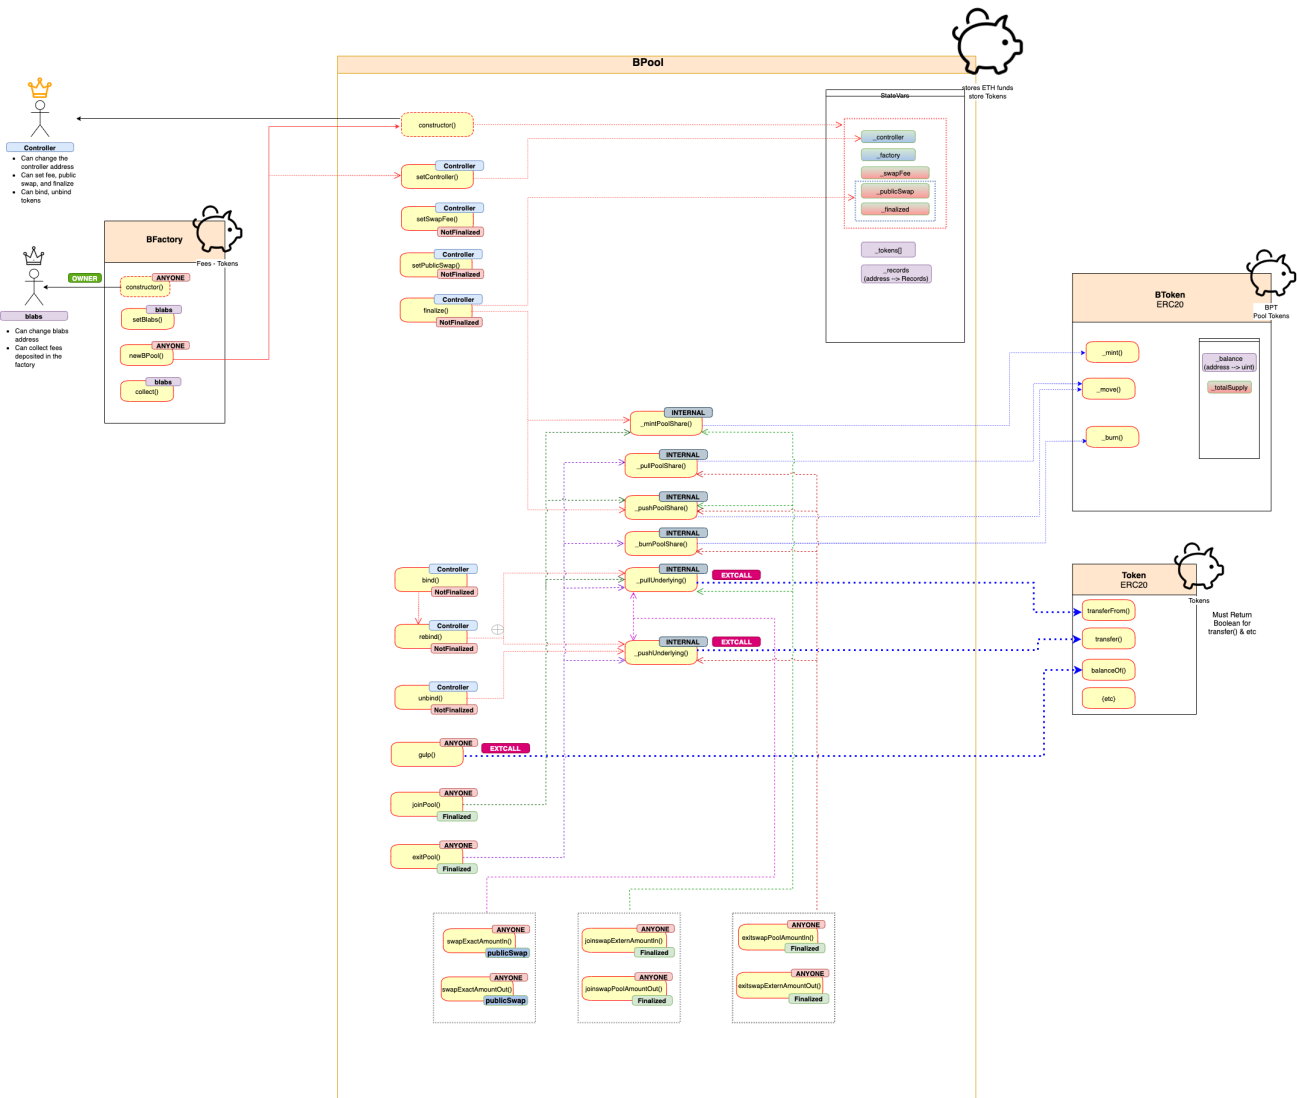 BPool
stores ETH funds
store Tokens
StateVars
constructor()
_controller
_factory
_swapFee
_publicSwap
_finalized
_tokens[]
_records
(address --> Records)
Controller
• Can change the
controller address
• Can set fee, public
swap, and finalize
• Can bind, unbind
tokens
Controller
setController()
Controller
setSwapFee()
NotFinalized
Controller
setPublicSwap()
NotFinalized
Controller
finalize()
NotFinalized
BFactory
Fees - Tokens
OWNER
ANYONE
constructor()
blabs
setBlabs()
ANYONE
newBPool()
blabs
collect()
blabs
• Can change blabs
address
• Can collect fees
deposited in the
factory
BToken
ERC20
BPT
Pool Tokens
_mint()
_move()
_burn()
_balance
(address --> uint)
_totalSupply
INTERNAL
_mintPoolShare()
INTERNAL
_pullPoolShare()
INTERNAL
_pushPoolShare()
INTERNAL
_burnPoolShare()
INTERNAL
EXTCALL
_pullUnderlying()
INTERNAL
EXTCALL
_pushUnderlying()
Controller
bind()
NotFinalized
Controller
rebind()
NotFinalized
Controller
unbind()
NotFinalized
ANYONE
EXTCALL
gulp()
ANYONE
joinPool()
Finalized
ANYONE
exitPool()
Finalized
Token
ERC20
Tokens
transferFrom()
transfer()
balanceOf()
(etc)
Must Return
Boolean for
transfer() & etc
ANYONE
swapExactAmountIn()
publicSwap
ANYONE
swapExactAmountOut()
publicSwap
ANYONE
joinswapExternAmountIn()
Finalized
ANYONE
joinswapPoolAmountOut()
Finalized
ANYONE
exitswapPoolAmountIn()
Finalized
ANYONE
exitswapExternAmountOut()
Finalized